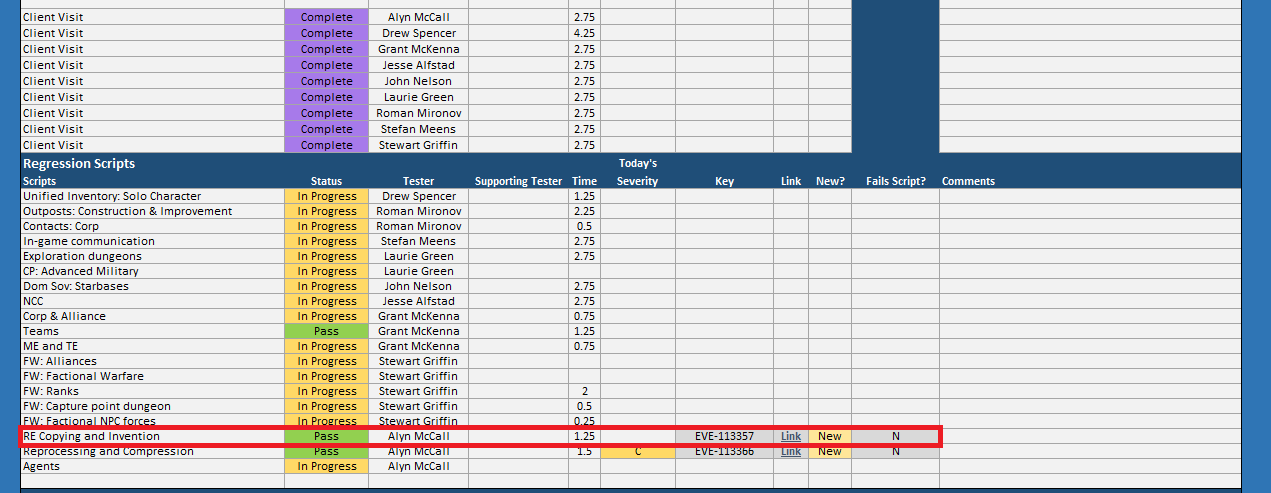 Client Visit Complete Alyn McCall 2.75
Client Visit Complete Drew Spencer 4.25
Client Visit Complete Grant McKenna 2.75
Client Visit Complete Jesse Alfstad 2.75
Client Visit Complete John Nelson 2.75
Client Visit Complete Laurie Green 2.75
Client Visit Complete Roman Mironov 2.75
Client Visit Complete Stefan Meens 2.75
Client Visit Complete Stewart Griffin 2.75
Regression Scripts Today's
Scripts Status Tester Supporting Tester Time Severity Key Link New? Fails Script? Comments
Unified Inventory: Solo Character In Progress Drew Spencer 1.25
Outposts: Construction & Improvement In Progress Roman Mironov 2.25
Contacts: Corp In Progress Roman Mironov 0.5
In-game communication In Progress Stefan Meens 2.75
Exploration dungeons In Progress Laurie Green 2.75
CP: Advanced Military In Progress Laurie Green
Dom Sov: Starbases In Progress John Nelson 2.75
NCC In Progress Jesse Alfstad 2.75
Corp & Alliance In Progress Grant McKenna 0.75
Teams Pass Grant McKenna 1.25
ME and TE In Progress Grant McKenna 0.75
FW: Alliances In Progress Stewart Griffin
FW: Factional Warfare In Progress Stewart Griffin
FW: Ranks In Progress Stewart Griffin 2
FW: Capture point dungeon In Progress Stewart Griffin 0.5
FW: Factional NPC forces In Progress Stewart Griffin 0.25
RE Copying and Invention Pass Alyn McCall 1.25 EVE-113357 Link New N
Reprocessing and Compression Pass Alyn McCall 1.5 C EVE-113366 Link New N
Agents In Progress Alyn McCall